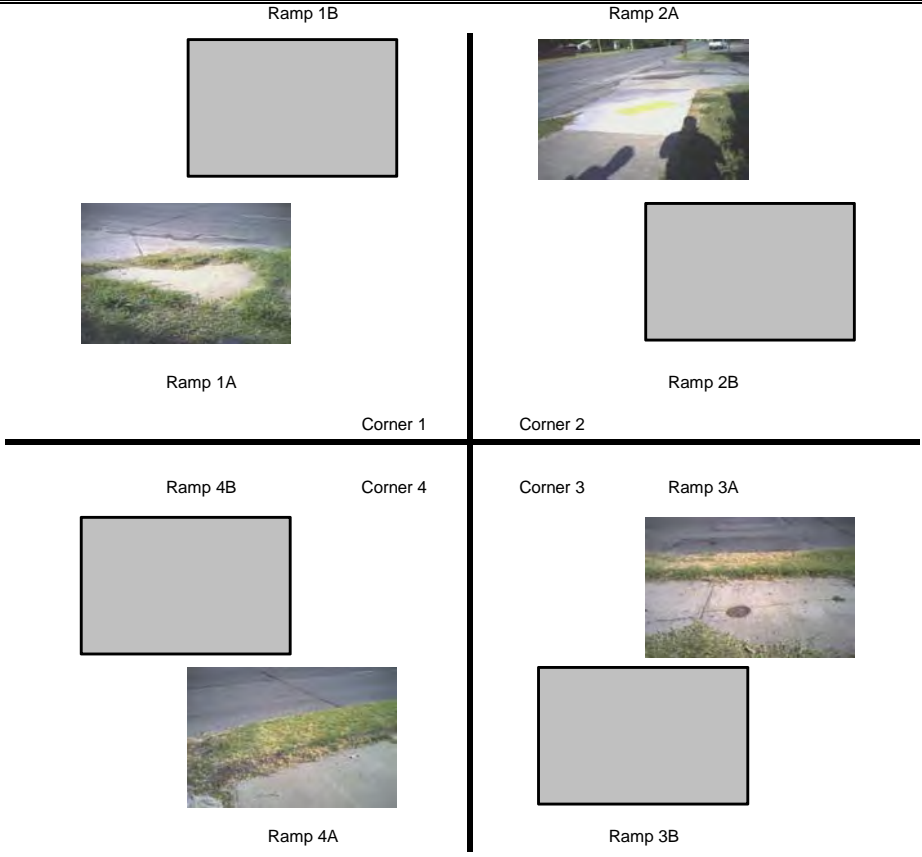 Ramp 1B
Ramp 2A
Ramp 1A
Ramp 2B
Corner 1
Corner 2
Ramp 4B
Corner 4
Corner 3
Ramp 3A
Ramp 4A
Ramp 3B